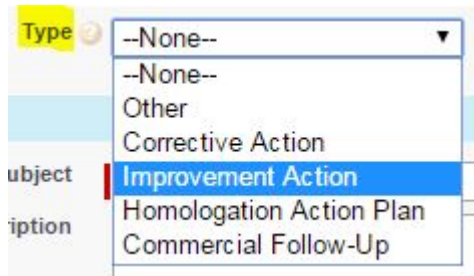 Type --None--
--None--
Other
Corrective Action
ubject Improvement Action
Homologation Action Plan
iption Commercial Follow-Up